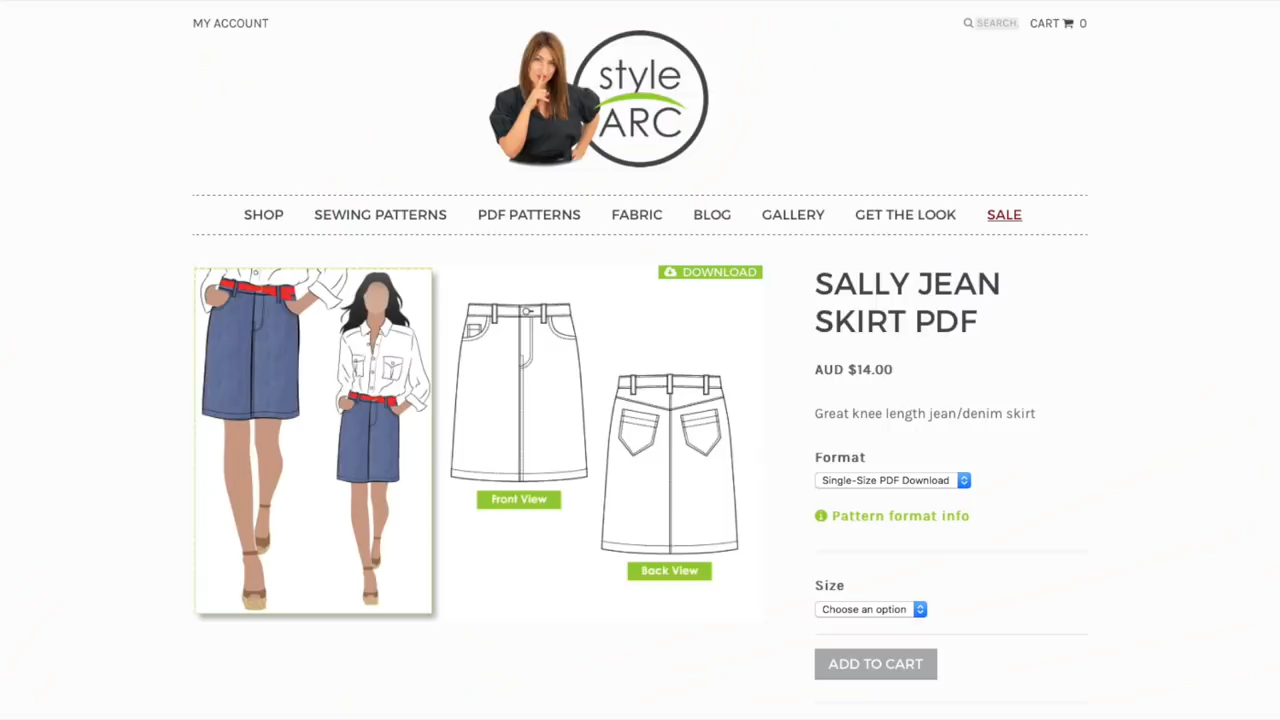 MY ACCOUNT
SEARCH
CART 0
style
ARC
SHOP SEWING PATTERNS PDF PATTERNS FABRIC BLOG GALLERY GET THE LOOK SALE
DOWNLOAD
Front View
Back View
SALLY JEAN
SKIRT PDF
AUD $14.00
Great knee length jean/denim skirt
Format
Single-Size PDF Download
Pattern format info
Size
Choose an option
ADD TO CART